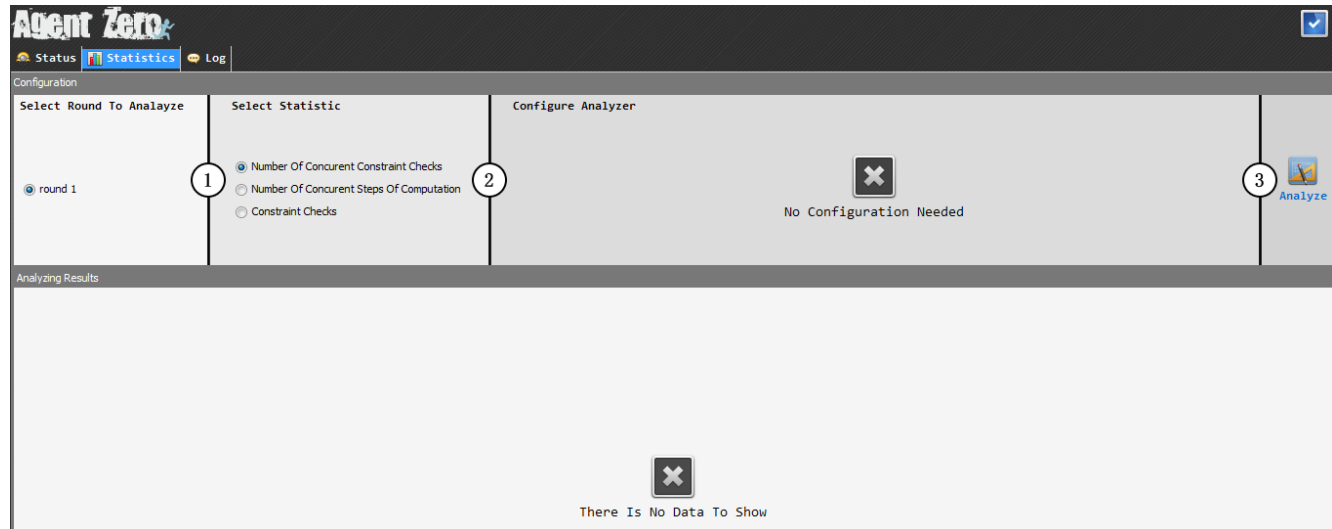 Agent Zero
Status Statistics Log
Configuration
Select Round To Analayze
Select Statistic
Configure Analyzer
round 1
1
Number Of Concurent Constraint Checks
Number Of Concurent Steps Of Computation
Constraint Checks
2
No Configuration Needed
3
Analyze
Analyzing Results
There Is No Data To Show